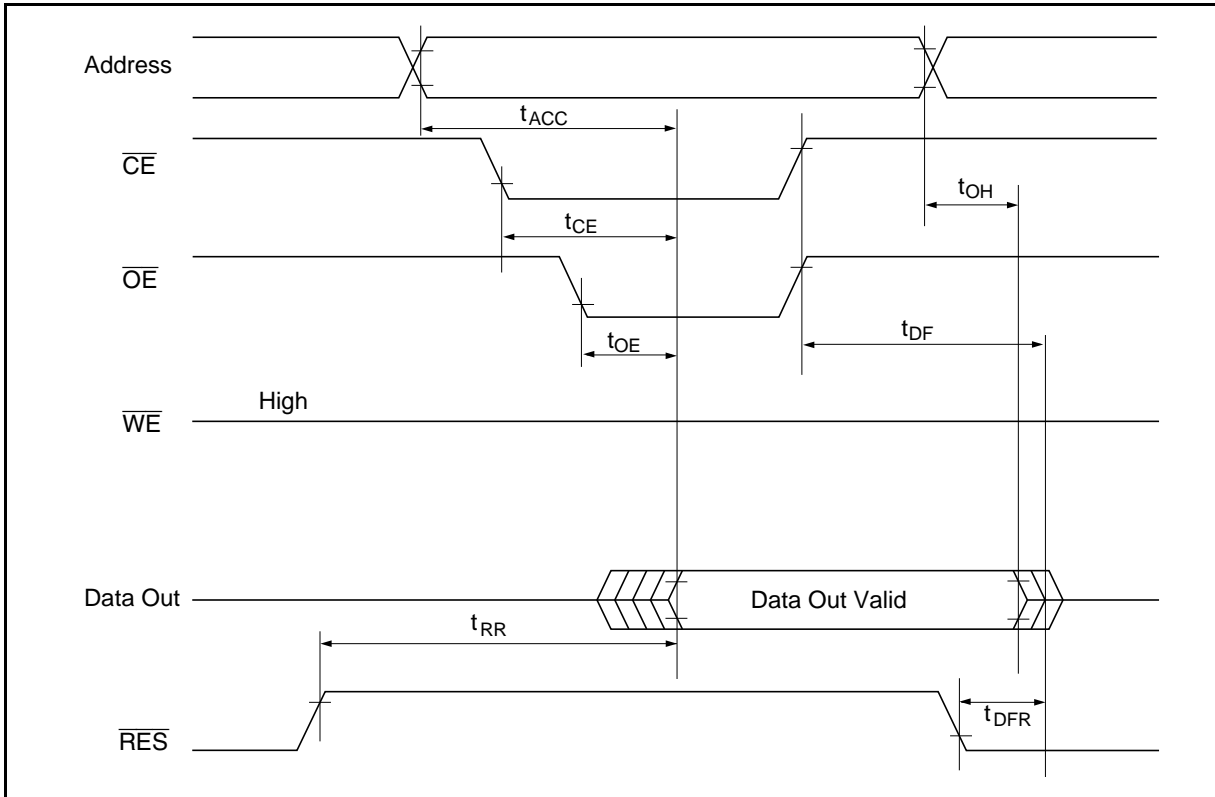 Address
tACC
CE
tOH
tCE
OE
tDF
tOE
High
WE
Data Out
Data Out Valid
tRR
tDFR
RES